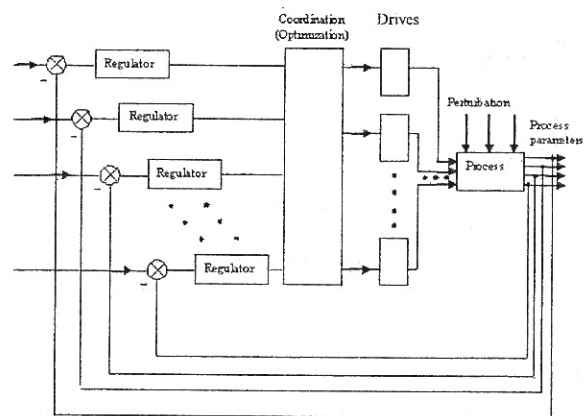 Coordination
(Optimization)
Drives
Regulator
Regulator
Perturbation
Process
parameters
Process
Regulator
Regulator